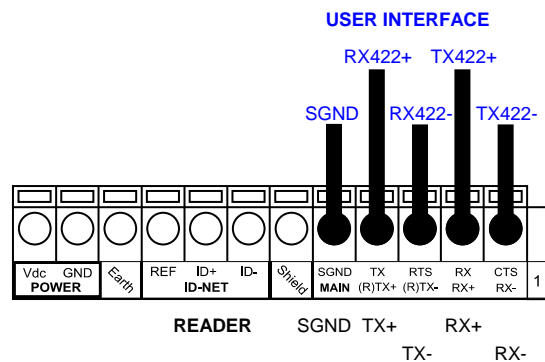 USER INTERFACE
RX422+ TX422+
SGND RX422- TX422-
Vdc GND Earth REF ID+ ID- Shield SGND TX RTS RX CTS 1
POWER ID-NET MAIN (R)TX+ (R)TX- RX+ RX-
READER SGND TX+ RX+
TX- RX-